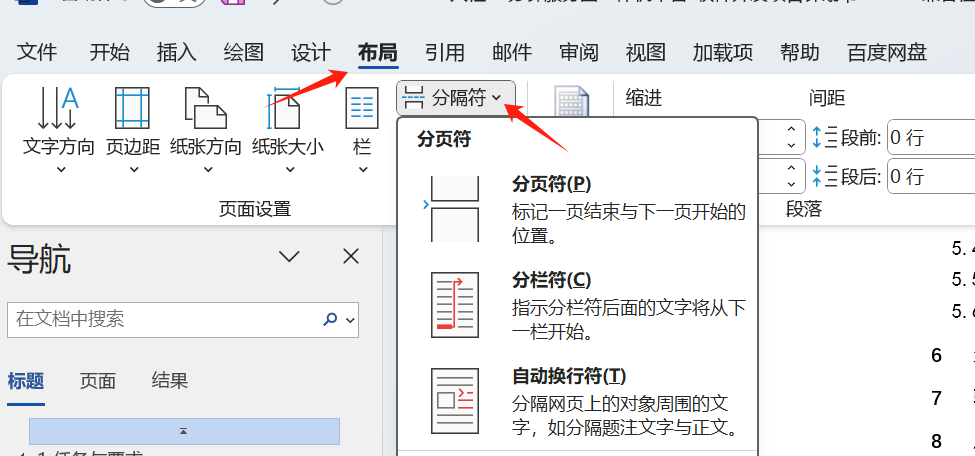 文件 开始 插入 绘图 设计 布局 引用 邮件 审阅 视图 加载项 帮助 百度网盘
分隔符 缩进 间距
文字方向 页边距 纸张方向 纸张大小 栏
段前: 0 行
段后: 0 行
页面设置 段落
分页符
分页符(P)
标记一页结束与下一页开始的
位置。
分栏符(C)
指示分栏符后面的文字将从下
一栏开始。
自动换行符(T)
分隔网页上的对象周围的文
字，如分隔题注文字与正文。
导航
在文档中搜索
标题 页面 结果
5.
5.
5.
6
7
8